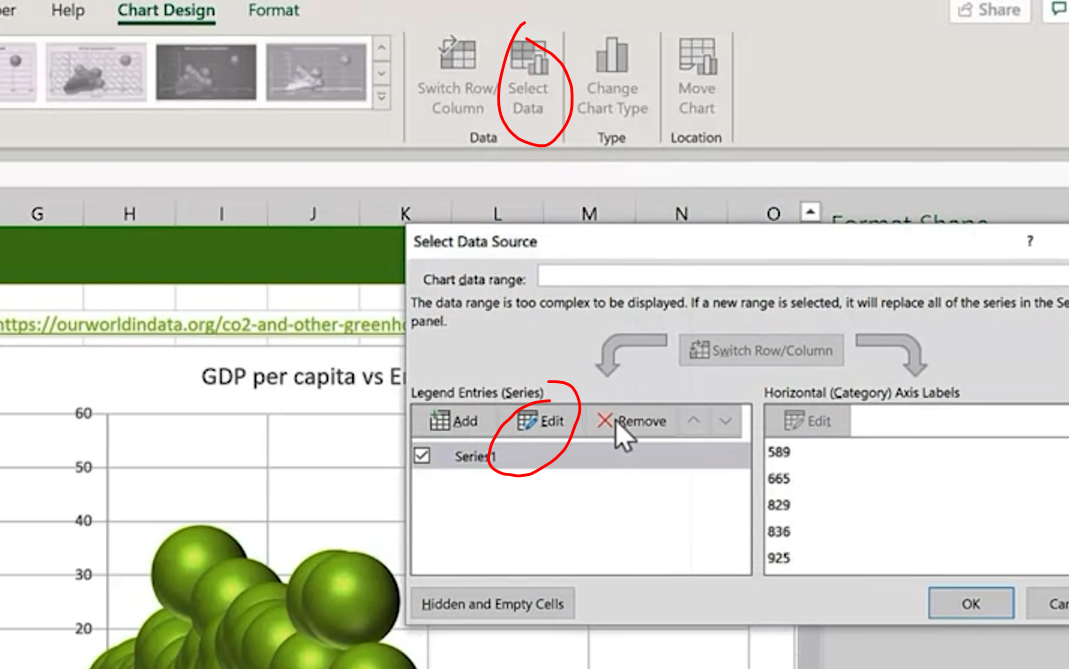 Help Chart Design Format Share
Switch Row/ Column
Select Data
Change Chart Type
Move Chart
Data Type Location
G H I J K L M N O
Format Shape
Select Data Source ?
https://ourworldindata.org/co2-and-other-greenh
Chart data range:
The data range is too complex to be displayed. If a new range is selected, it will replace all of the series in the Se
panel.
Switch Row/Column
GDP per capita vs
Legend Entries (Series)
Horizontal (Category) Axis Labels
Add Edit Remove
Edit
Series1
589
665
829
836
925
60
50
40
30
20
Hidden and Empty Cells
OK